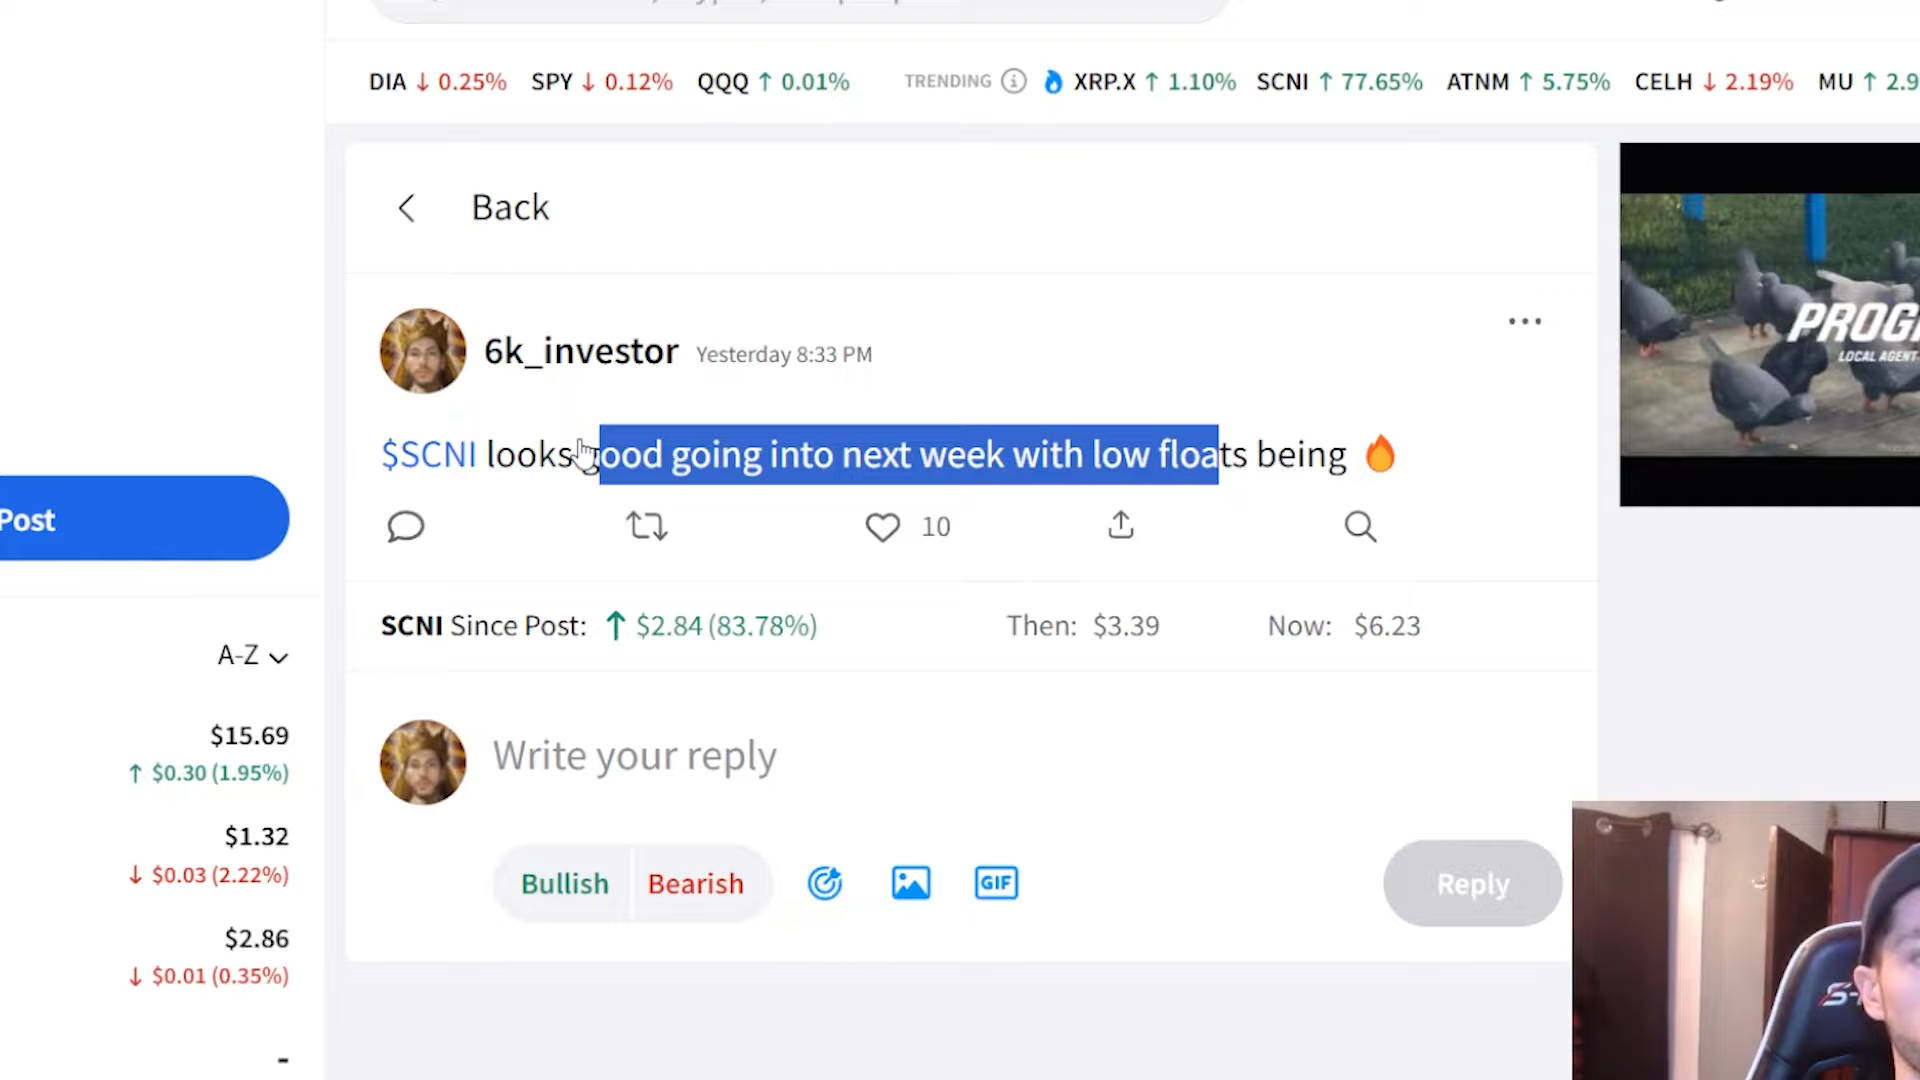 DIA ↓ 0.25% SPY ↓ 0.12% QQQ ↑ 0.01% TRENDING XRP.X ↑ 1.10% SCNI ↑ 77.65% ATNM ↑ 5.75% CELH ↓ 2.19% MU ↑ 2.9
Back
6k_investor Yesterday 8:33 PM
$SCNI looks good going into next week with low floats being 🔥
10
SCNI Since Post: ↑ $2.84 (83.78%) Then: $3.39 Now: $6.23
Write your reply
Bullish Bearish GIF Reply
Post
A-Z
$15.69
↑ $0.30 (1.95%)
$1.32
↓ $0.03 (2.22%)
$2.86
↓ $0.01 (0.35%)
-
PROG
LOCAL AGENT